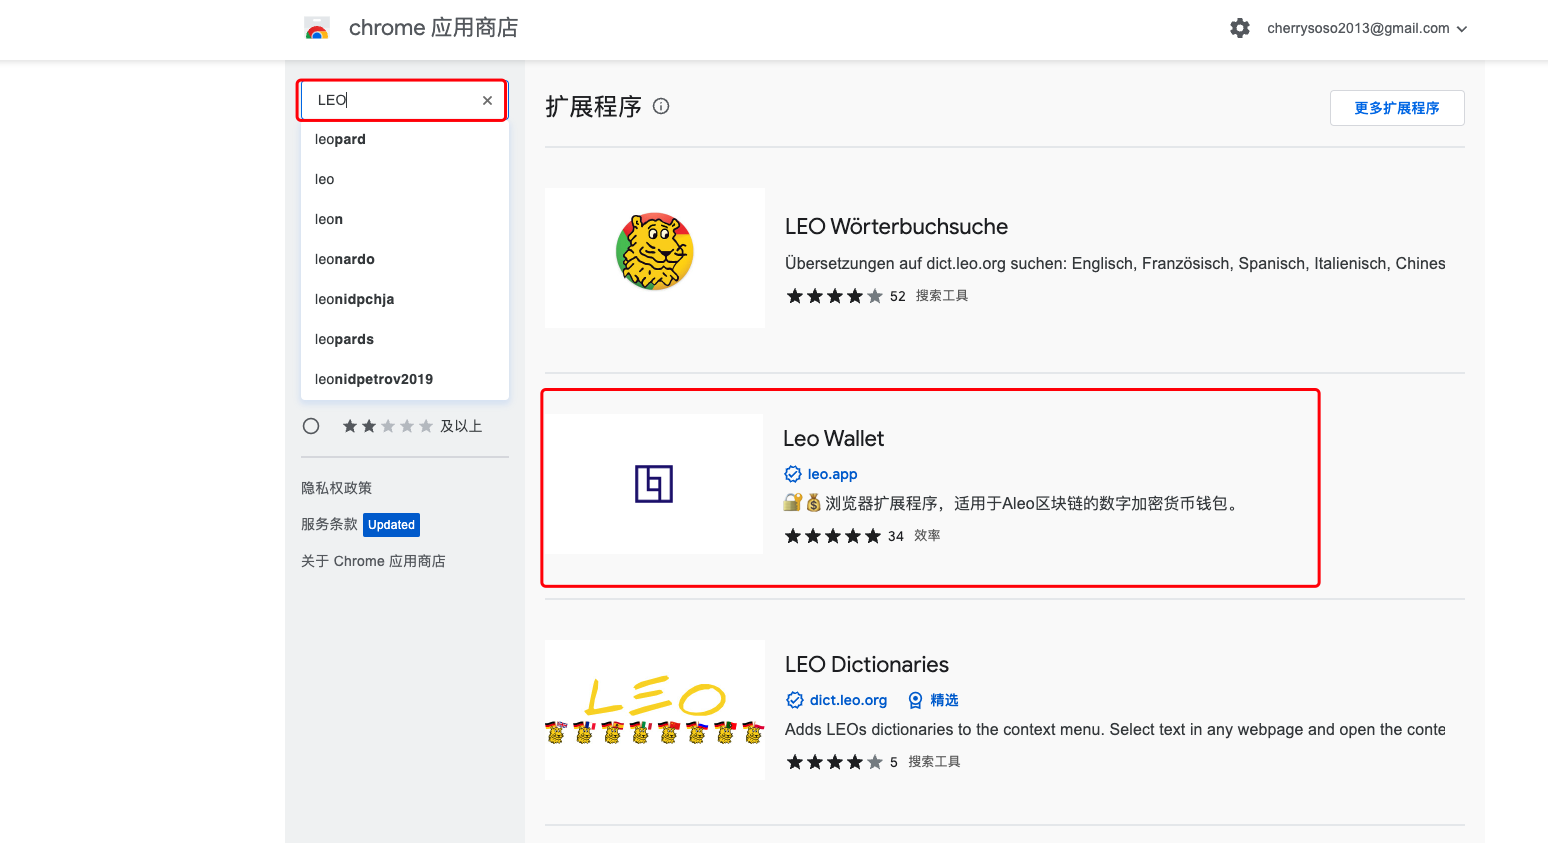 chrome 应用商店
cherrysoso2013@gmail.com
LEO
leopard
leo
leon
leonardo
leonidpchja
leopards
leonidpetrov2019
及以上
隐私权政策
服务条款 Updated
关于 Chrome 应用商店
扩展程序
更多扩展程序
LEO Wörterbuchsuche
Übersetzungen auf dict.leo.org suchen: Englisch, Französisch, Spanisch, Italienisch, Chines
52 搜索工具
Leo Wallet
leo.app
浏览器扩展程序，适用于Aleo区块链的数字加密货币钱包。
34 效率
LEO
LEO Dictionaries
dict.leo.org 精选
Adds LEOs dictionaries to the context menu. Select text in any webpage and open the conte
5 搜索工具